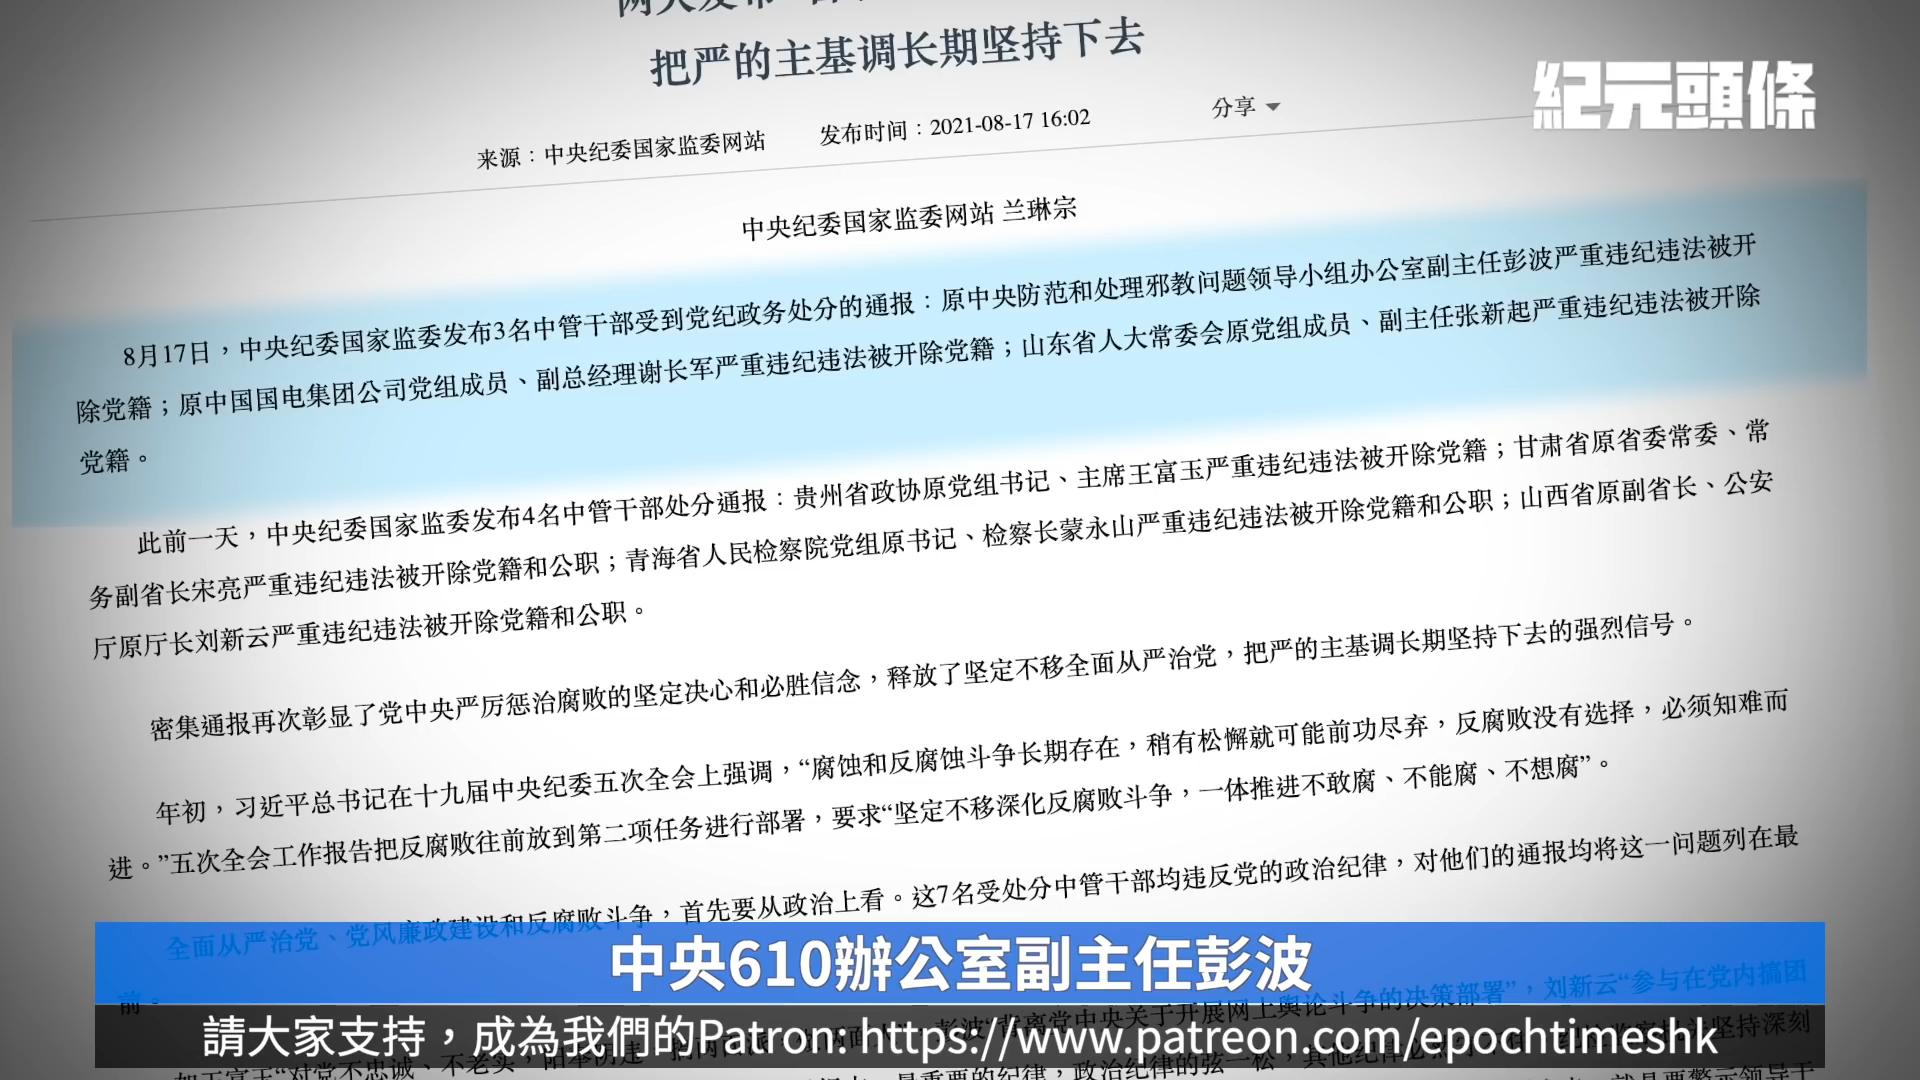 把严的主基调长期坚持下去
紀元頭條
来源：中央纪委国家监委网站 发布时间：2021-08-17 16:02 分享
中央纪委国家监委网站 兰琳宗
8月17日，中央纪委国家监委发布3名中管干部受到党纪政务处分的通报：原中央防范和处理邪教问题领导小组办公室副主任彭波严重违纪违法被开
除党籍；原中国国电集团公司党组成员、副总经理谢长军严重违纪违法被开除党籍；山东省人大常委会原党组成员、副主任张新起严重违纪违法被开除
党籍。
此前一天，中央纪委国家监委发布4名中管干部处分通报：贵州省政协原党组书记、主席王富玉严重违纪违法被开除党籍；甘肃省原省委常委、常
务副省长宋亮严重违纪违法被开除党籍和公职；青海省人民检察院党组原书记、检察长蒙永山严重违纪违法被开除党籍和公职；山西省原副省长、公安
厅原厅长刘新云严重违纪违法被开除党籍和公职。
密集通报再次彰显了党中央严厉惩治腐败的坚定决心和必胜信念，释放了坚定不移全面从严治党，把严的主基调长期坚持下去的强烈信号。
年初，习近平总书记在十九届中央纪委五次全会上强调，“腐蚀和反腐蚀斗争长期存在，稍有松懈就可能前功尽弃，反腐败没有选择，必须知难而
进。”五次全会工作报告把反腐败往前放到第二项任务进行部署，要求“坚定不移深化反腐败斗争，一体推进不敢腐、不能腐、不想腐”。
全面从严治党、党风廉政建设和反腐败斗争，首先要从政治上看。这7名受处分中管干部均违反党的政治纪律，对他们的通报均将这一问题列在最
前。
中央610辦公室副主任彭波
党中央关于开展网上舆论斗争的决策部署”，刘新云“参与在党内搞团
請大家支持，成為我們的Patron: https://www.patreon.com/epochtimeshk